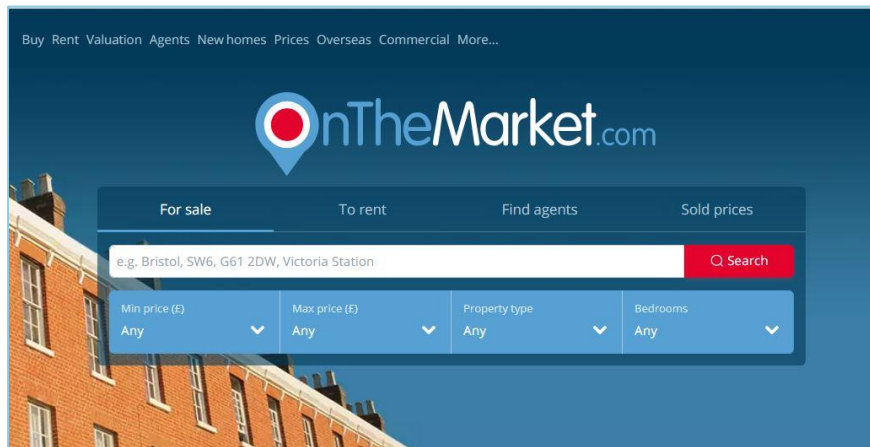 Buy Rent Valuation Agents New homes Prices Overseas Commercial More...
OnTheMarket.com
For sale To rent Find agents Sold prices
e.g. Bristol, SW6, G61 2DW, Victoria Station Search
Min price (£) Max price (£) Property type Bedrooms
Any Any Any Any